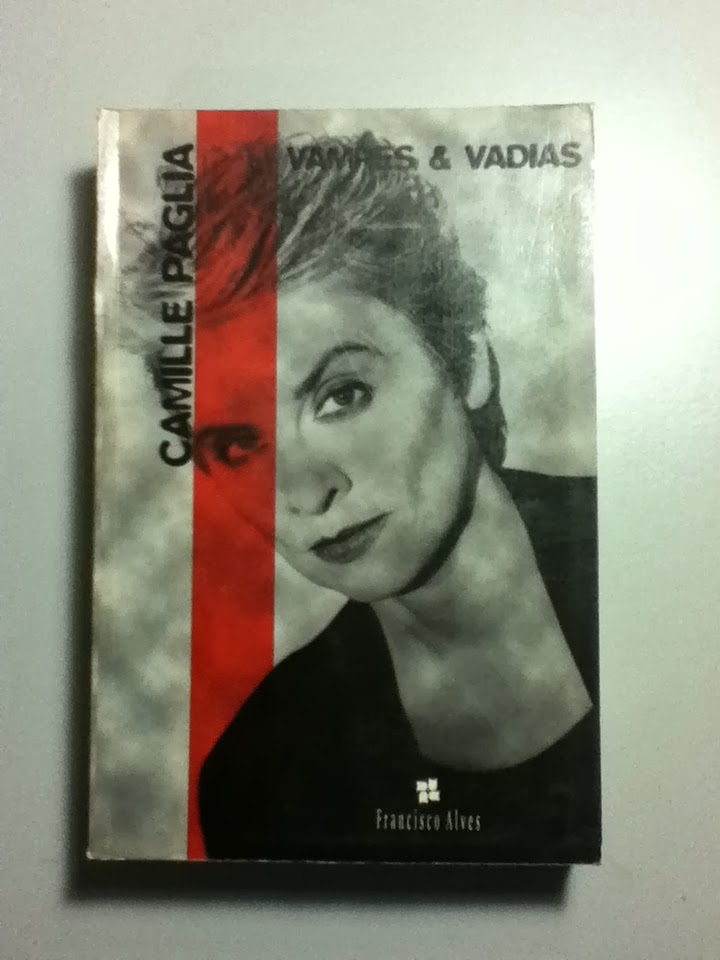 CAMILLE PAGLIA
VAMPES & VADIAS
Francisco Alves